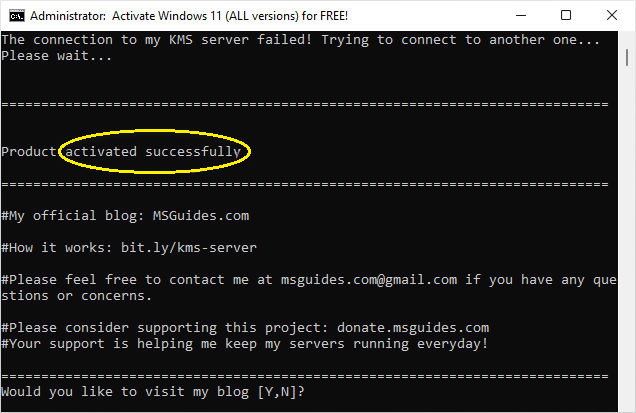 Administrator:  Activate Windows 11 (ALL versions) for FREE!
The connection to my KMS server failed! Trying to connect to another one...
Please wait...
============================================================================
Product activated successfully
============================================================================
#My official blog: MSGuides.com
#How it works: bit.ly/kms-server
#Please feel free to contact me at msguides.com@gmail.com if you have any que
stions or concerns.
#Please consider supporting this project: donate.msguides.com
#Your support is helping me keep my servers running everyday!
============================================================================
Would you like to visit my blog [Y,N]?